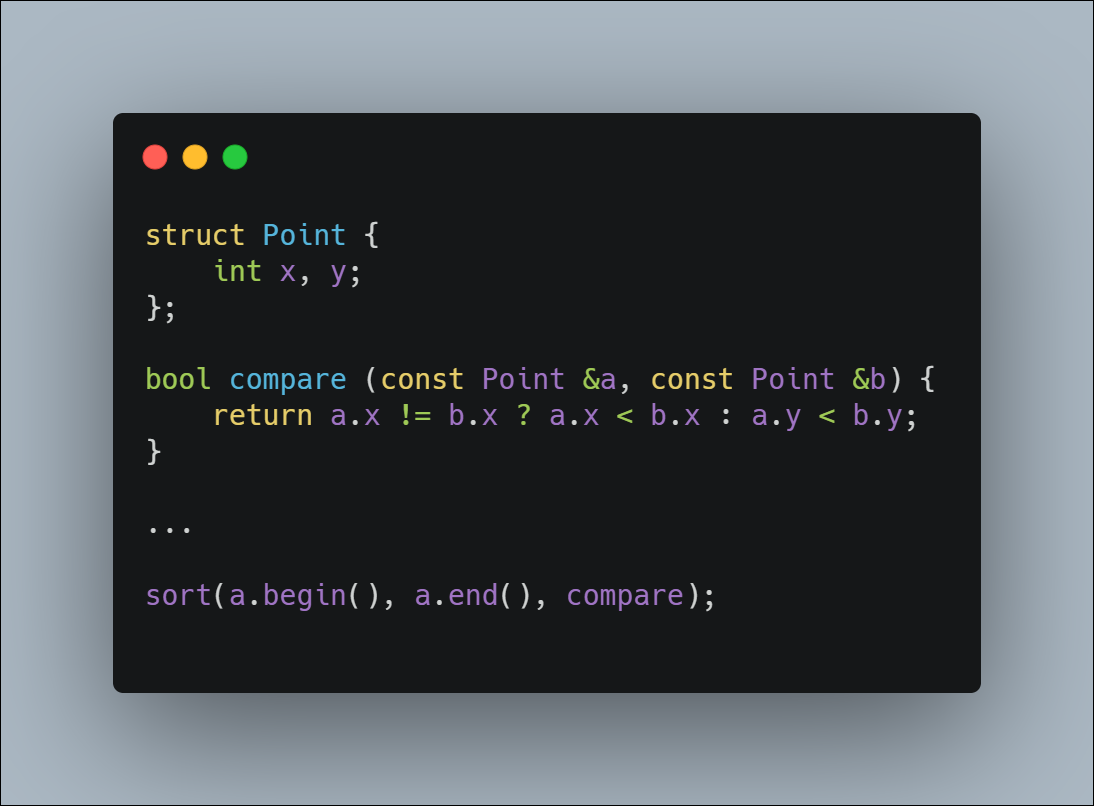 struct Point {
    int x, y;
};
bool compare (const Point &a, const Point &b) {
    return a.x != b.x ? a.x < b.x : a.y < b.y;
}
...
sort(a.begin(), a.end(), compare);